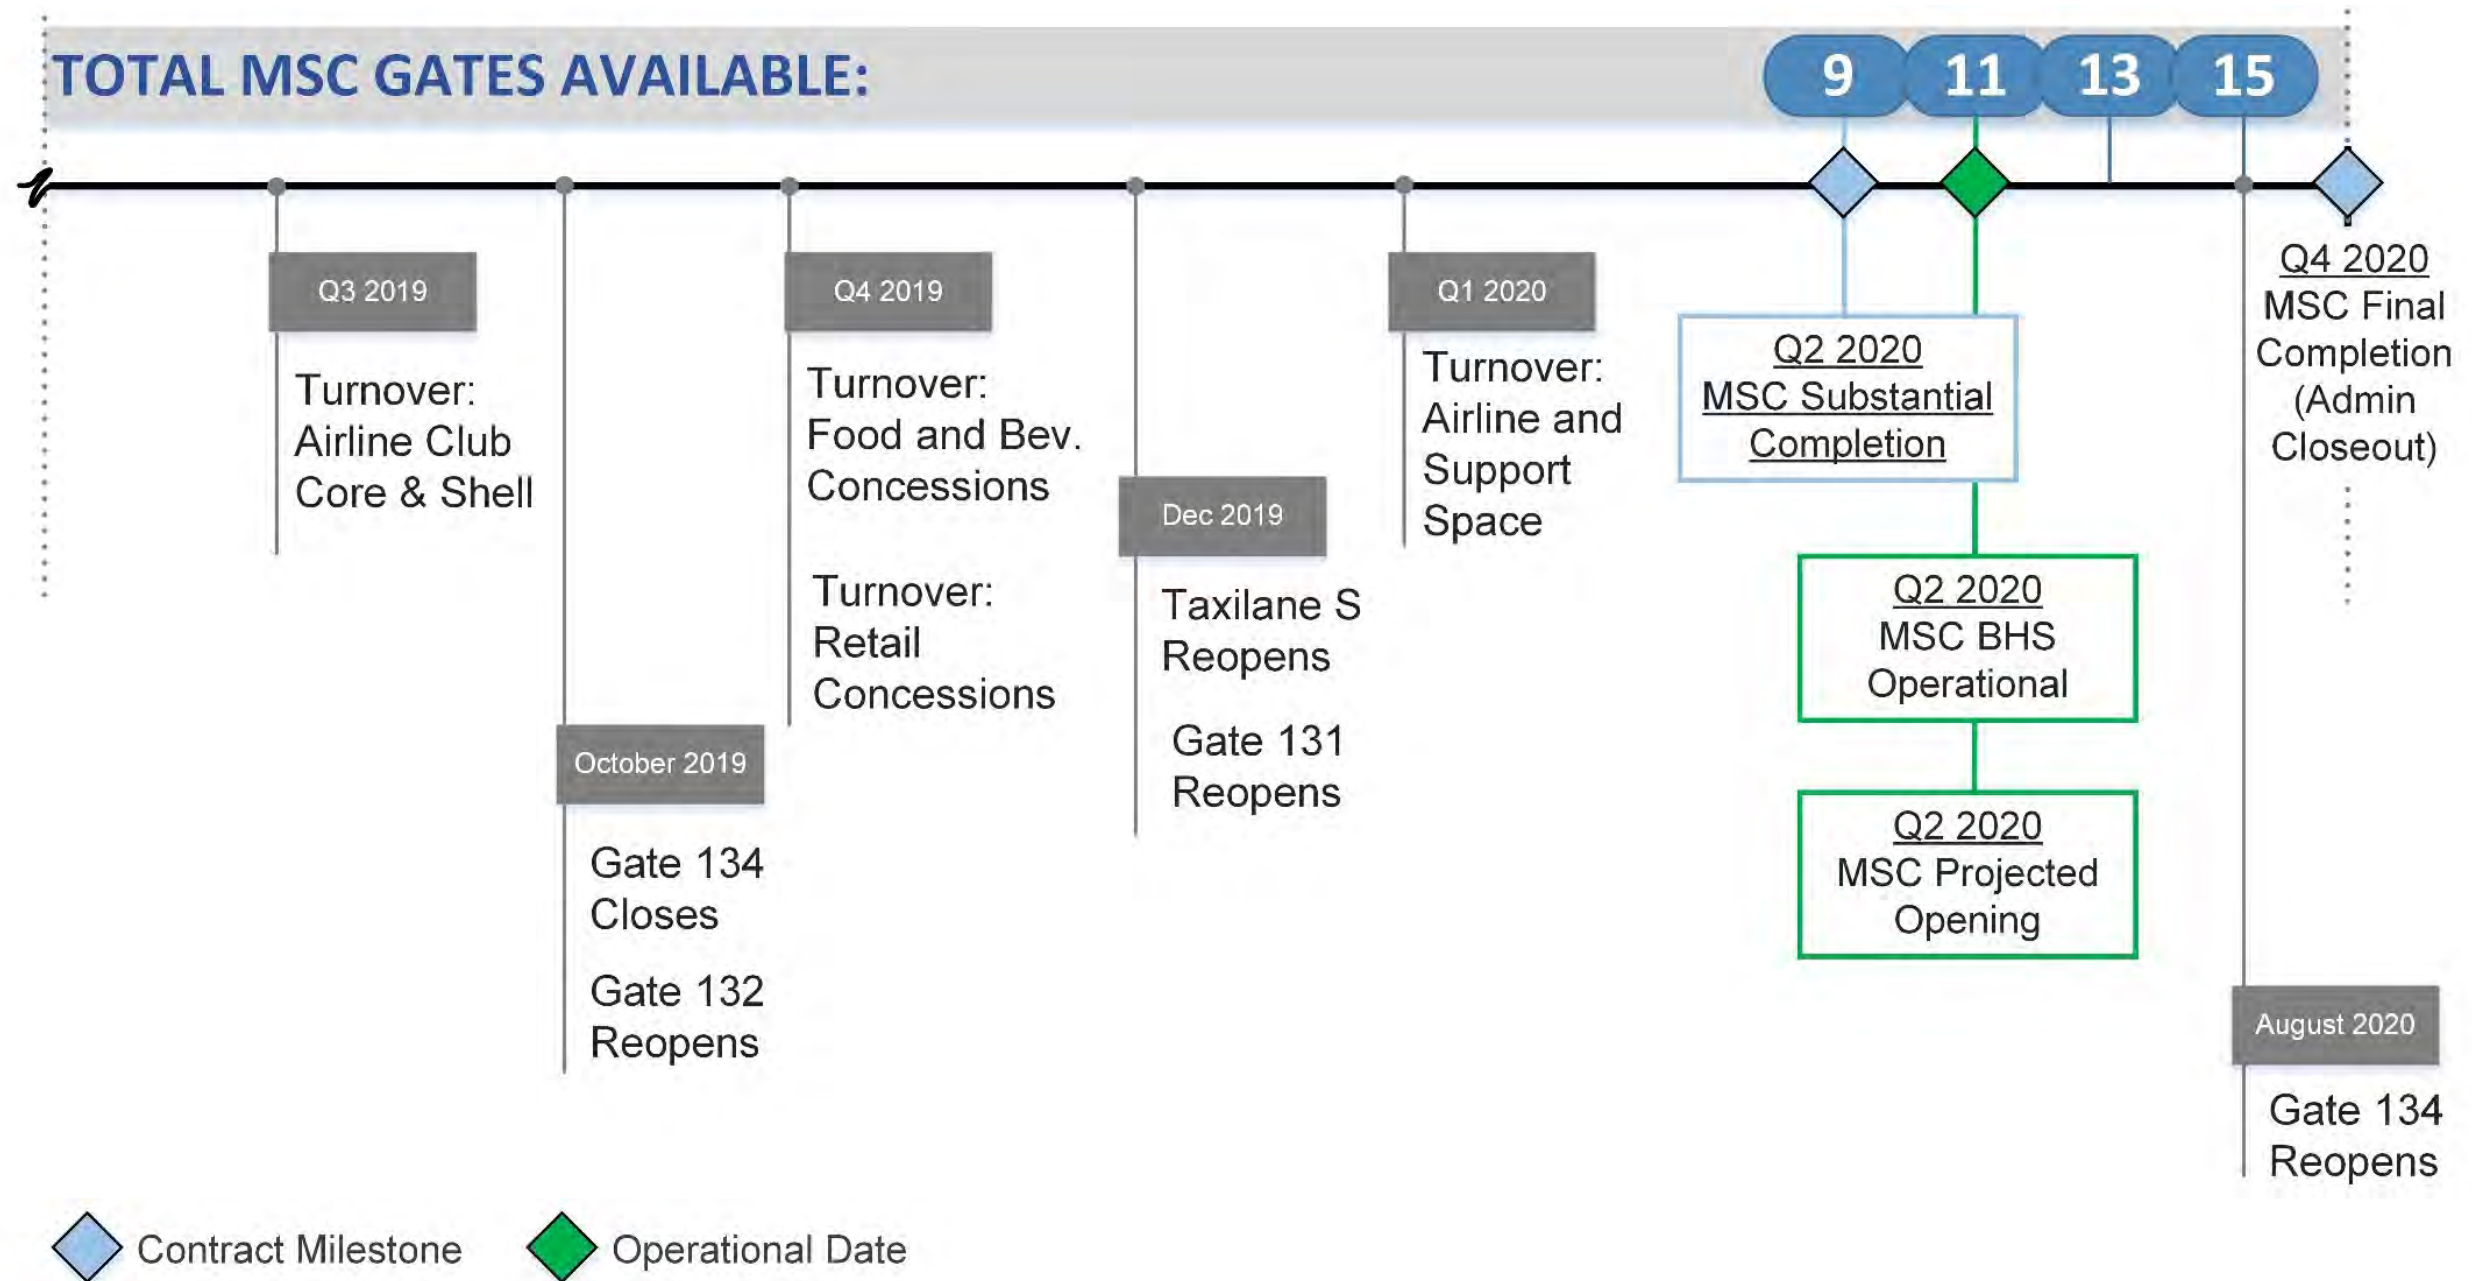 TOTAL MSC GATES AVAILABLE:
9
11
13
15
Q3 2019
Turnover:
Airline Club
Core & Shell
October 2019
Gate 134
Closes
Gate 132
Reopens
Q4 2019
Turnover:
Food and Bev.
Concessions
Turnover:
Retail
Concessions
Dec 2019
Taxilane S
Reopens
Gate 131
Reopens
Q1 2020
Turnover:
Airline and
Support
Space
Q2 2020
MSC Substantial
Completion
Q2 2020
MSC BHS
Operational
Q2 2020
MSC Projected
Opening
August 2020
Gate 134
Reopens
Q4 2020
MSC Final
Completion
(Admin
Closeout)
Contract Milestone
Operational Date